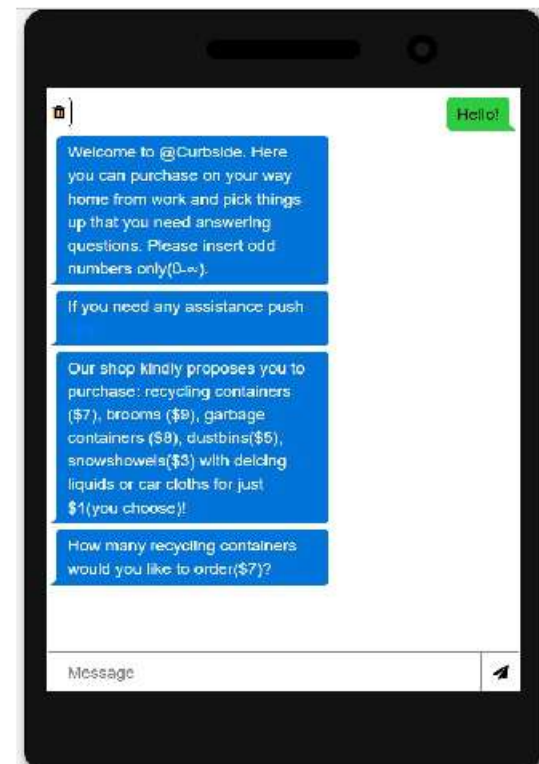 Hello!
Welcome to @Curbside. Here
you can purchase on your way
home from work and pick things
up that you need answering
questions. Please insert odd
numbers only(0-∞).
If you need any assistance push
Our shop kindly proposes you to
purchase: recycling containers
($7), brooms ($9), garbage
containers ($8), dustbins($5),
snowshowels($3) with deicing
liquids or car cloths for just
$1(you choose)!
How many recycling containers
would you like to order($7)?
Message